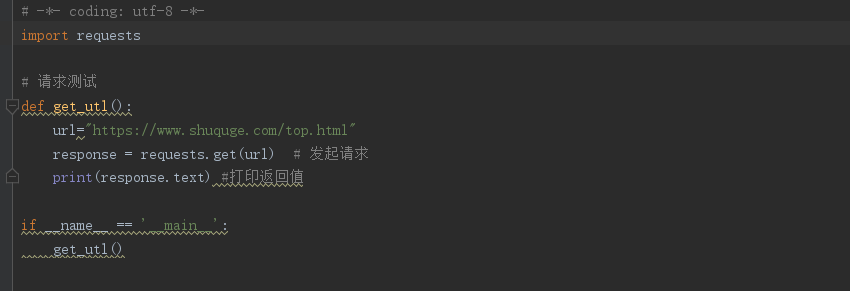 # -*- coding: utf-8 -*-
import requests
# 请求测试
def get_utl():
url="https://www.shuquge.com/top.html"
response = requests.get(url)  # 发起请求
print(response.text) #打印返回值
if __name__ == '__main__':
get_utl()